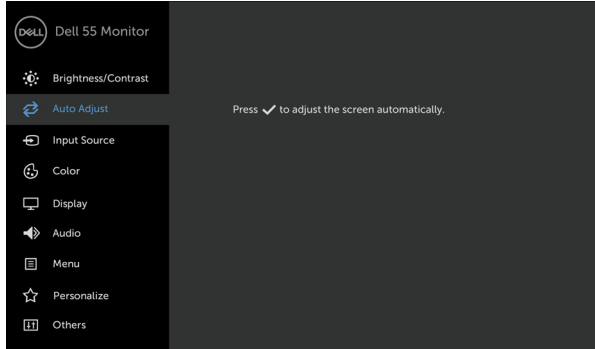 DELL Dell 55 Monitor
Brightness/Contrast
Auto Adjust
Press ✓ to adjust the screen automatically.
Input Source
Color
Display
Audio
Menu
Personalize
Others